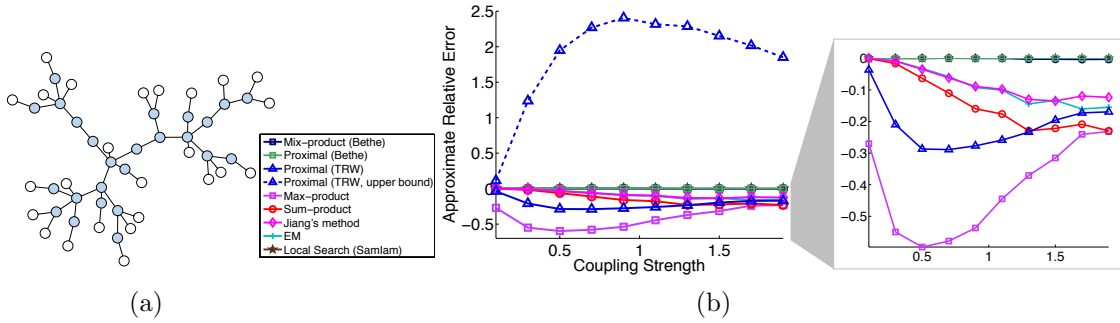 (a)
Mix−product (Bethe)
Proximal (Bethe)
Proximal (TRW)
Proximal (TRW, upper bound)
Max−product
Sum−product
Jiang's method
EM
Local Search (SamIam)
Approximate Relative Error
2.5
2
1.5
1
0.5
0
−0.5
0.5
1
1.5
Coupling Strength
(b)
0
−0.1
−0.2
−0.3
−0.4
−0.5
0.5
1
1.5